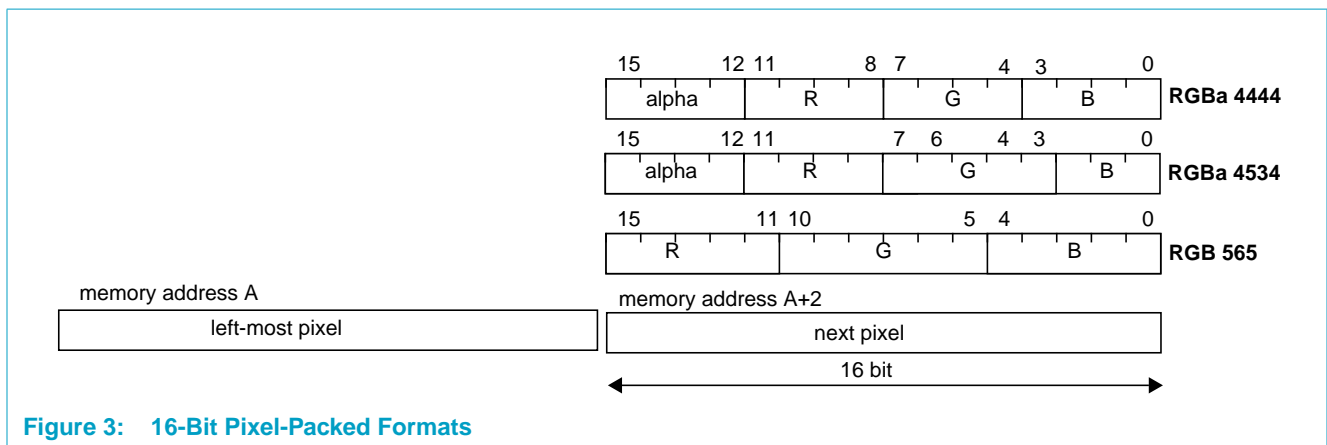 15 12 11 8 7 4 3 0
alpha R G B RGBa 4444
15 12 11 7 6 4 3 0
alpha R G B RGBa 4534
15 11 10 5 4 0
R G B RGB 565
memory address A memory address A+2
left-most pixel next pixel
16 bit
Figure 3: 16-Bit Pixel-Packed Formats